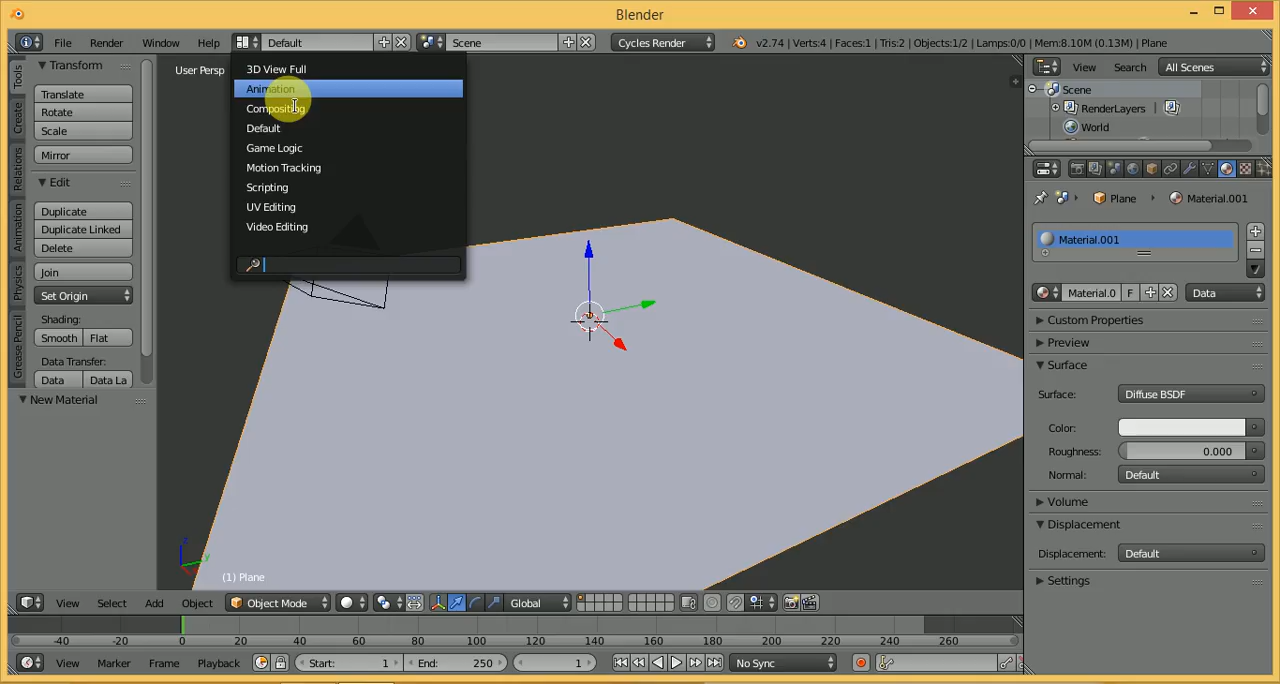 Blender
File Render Window Help Default Scene Cycles Render v2.74 | Verts:4 | Faces:1 | Tris:2 | Objects:1/2 | Lamps:0/0 | Mem:8.10M (0.13M) | Plane
Tools
Create
Relations
Animation
Physics
Grease Pencil
Transform
Translate
Rotate
Scale
Mirror
Edit
Duplicate
Duplicate Linked
Delete
Join
Set Origin
Shading:
Smooth Flat
Data Transfer:
Data Data La
New Material
User Persp
3D View Full
Animation
Compositing
Default
Game Logic
Motion Tracking
Scripting
UV Editing
Video Editing
(1) Plane
View Search All Scenes
Scene
RenderLayers
World
Plane Material.001
Material.001
Material.0 F Data
Custom Properties
Preview
Surface
Surface: Diffuse BSDF
Color:
Roughness: 0.000
Normal: Default
Volume
Displacement
Displacement: Default
Settings
View Select Add Object Object Mode Global
-40 -20 0 20 40 60 80 100 120 140 160 180 200 220 240 260
View Marker Frame Playback Start: 1 End: 250 1 No Sync